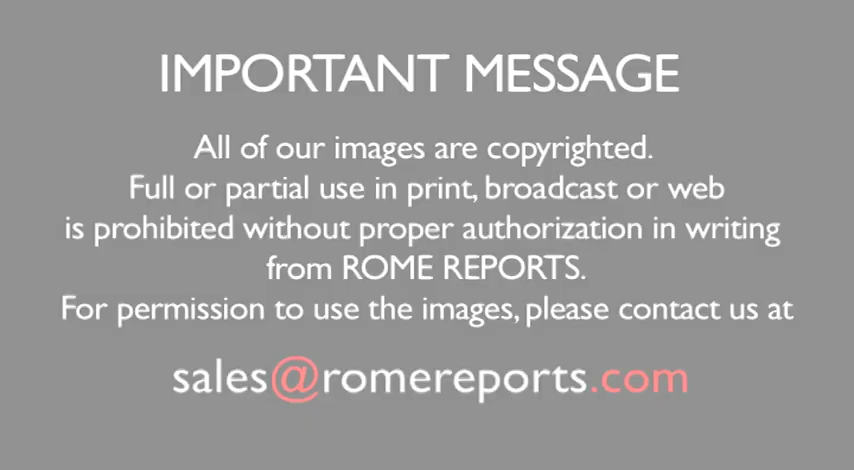 IMPORTANT MESSAGE
All of our images are copyrighted.
Full or partial use in print, broadcast or web
is prohibited without proper authorization in writing
from ROME REPORTS.
For permission to use the images, please contact us at
sales@romereports.com